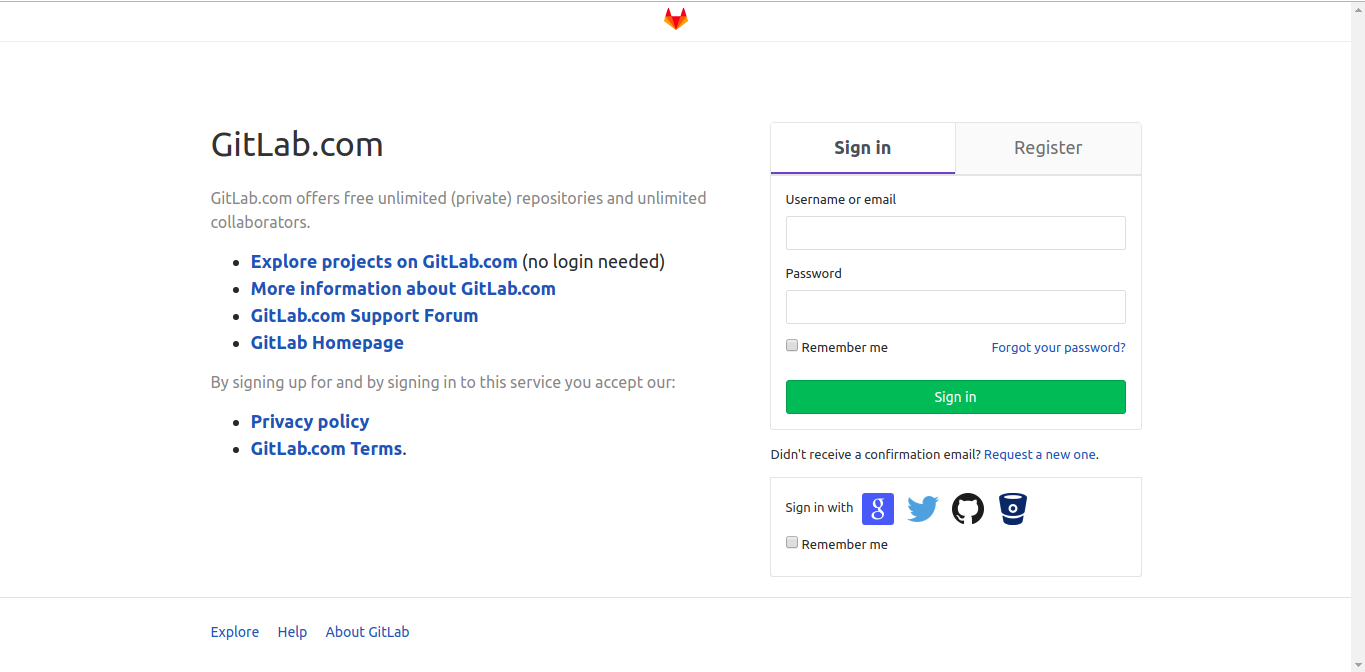 GitLab.com
GitLab.com offers free unlimited (private) repositories and unlimited
collaborators.
Explore projects on GitLab.com (no login needed)
More information about GitLab.com
GitLab.com Support Forum
GitLab Homepage
By signing up for and by signing in to this service you accept our:
Privacy policy
GitLab.com Terms.
Sign in
Register
Username or email
Password
Remember me
Forgot your password?
Sign in
Didn't receive a confirmation email? Request a new one.
Sign in with g
Remember me
Explore Help About GitLab